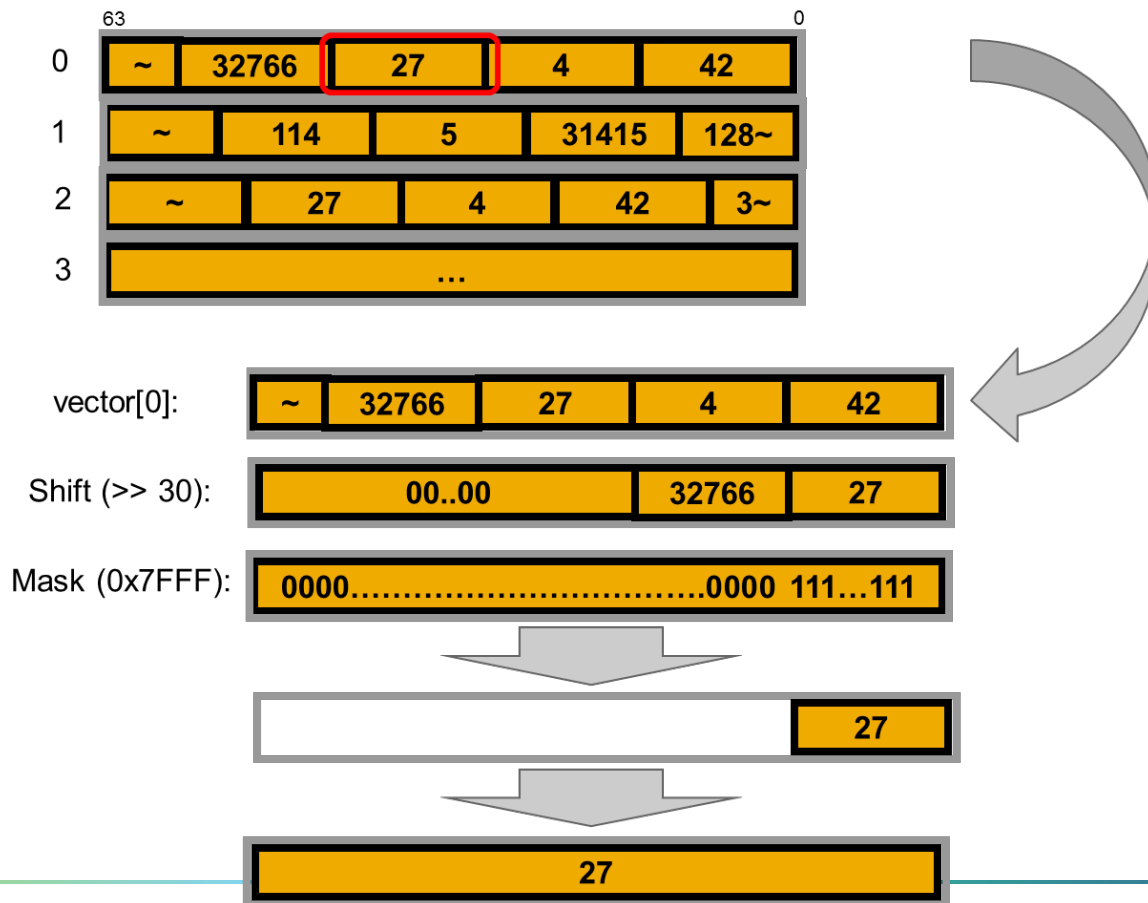 63 0
0 ~ 32766 27 4 42
1 ~ 114 5 31415 128~
2 ~ 27 4 42 3~
3 ...
vector[0]: ~ 32766 27 4 42
Shift (>> 30): 00..00 32766 27
Mask (0x7FFF): 0000......................................0000 111...111
27
27